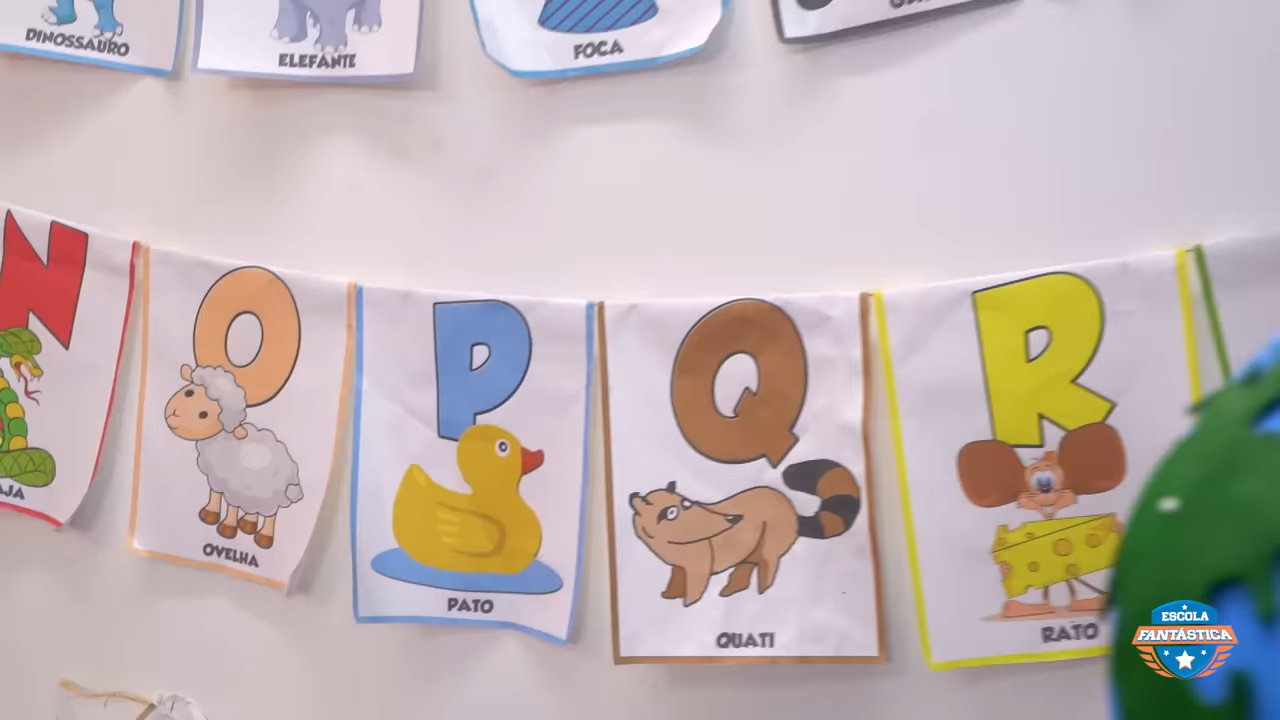 DINOSSAURO
ELEFANTE
FOCA
N
O
P
Q
R
OVELHA
PATO
QUATI
RATO
ESCOLA
FANTÁSTICA